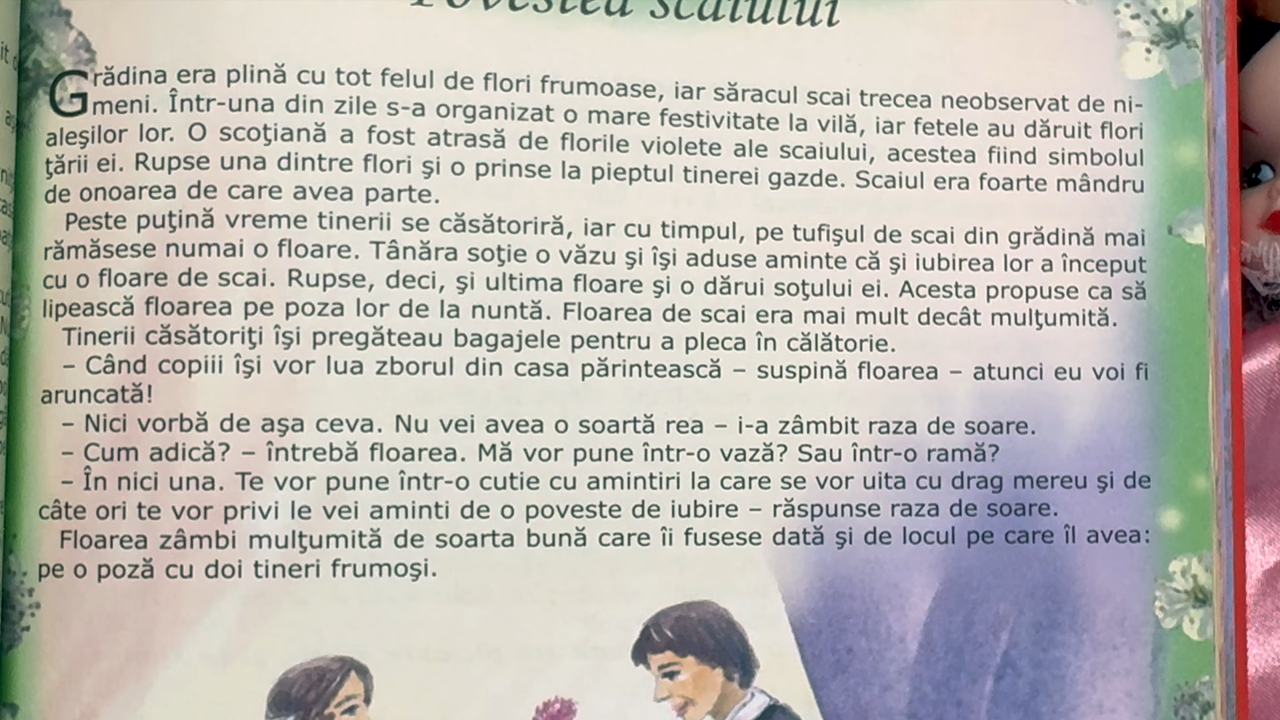 Povestea scaiului
Grădina era plină cu tot felul de flori frumoase, iar săracul scai trecea neobservat de ni-
meni. Într-una din zile s-a organizat o mare festivitate la vilă, iar fetele au dăruit flori
aleşilor lor. O scoţiană a fost atrasă de florile violete ale scaiului, acestea fiind simbolul
ţării ei. Rupse una dintre flori şi o prinse la pieptul tinerei gazde. Scaiul era foarte mândru
de onoarea de care avea parte.
Peste puţină vreme tinerii se căsătoriră, iar cu timpul, pe tufişul de scai din grădină mai
rămăsese numai o floare. Tânăra soţie o văzu şi îşi aduse aminte că şi iubirea lor a început
cu o floare de scai. Rupse, deci, şi ultima floare şi o dărui soţului ei. Acesta propuse ca să
lipească floarea pe poza lor de la nuntă. Floarea de scai era mai mult decât mulţumită.
Tinerii căsătoriţi îşi pregăteau bagajele pentru a pleca în călătorie.
– Când copiii îşi vor lua zborul din casa părintească – suspină floarea – atunci eu voi fi
aruncată!
– Nici vorbă de aşa ceva. Nu vei avea o soartă rea – i-a zâmbit raza de soare.
– Cum adică? – întrebă floarea. Mă vor pune într-o vază? Sau într-o ramă?
– În nici una. Te vor pune într-o cutie cu amintiri la care se vor uita cu drag mereu şi de
câte ori te vor privi le vei aminti de o poveste de iubire – răspunse raza de soare.
Floarea zâmbi mulţumită de soarta bună care îi fusese dată şi de locul pe care îl avea:
pe o poză cu doi tineri frumoşi.